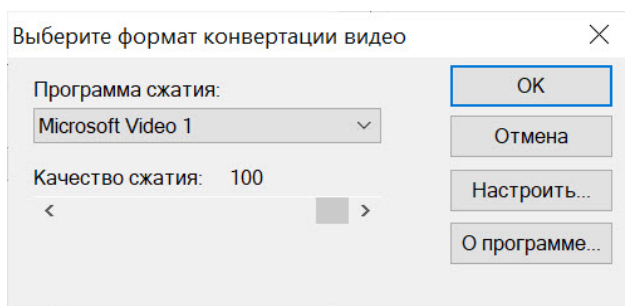 Выберите формат конвертации видео
Программа сжатия:
Microsoft Video 1
Качество сжатия: 100
OK
Отмена
Настроить...
О программе...